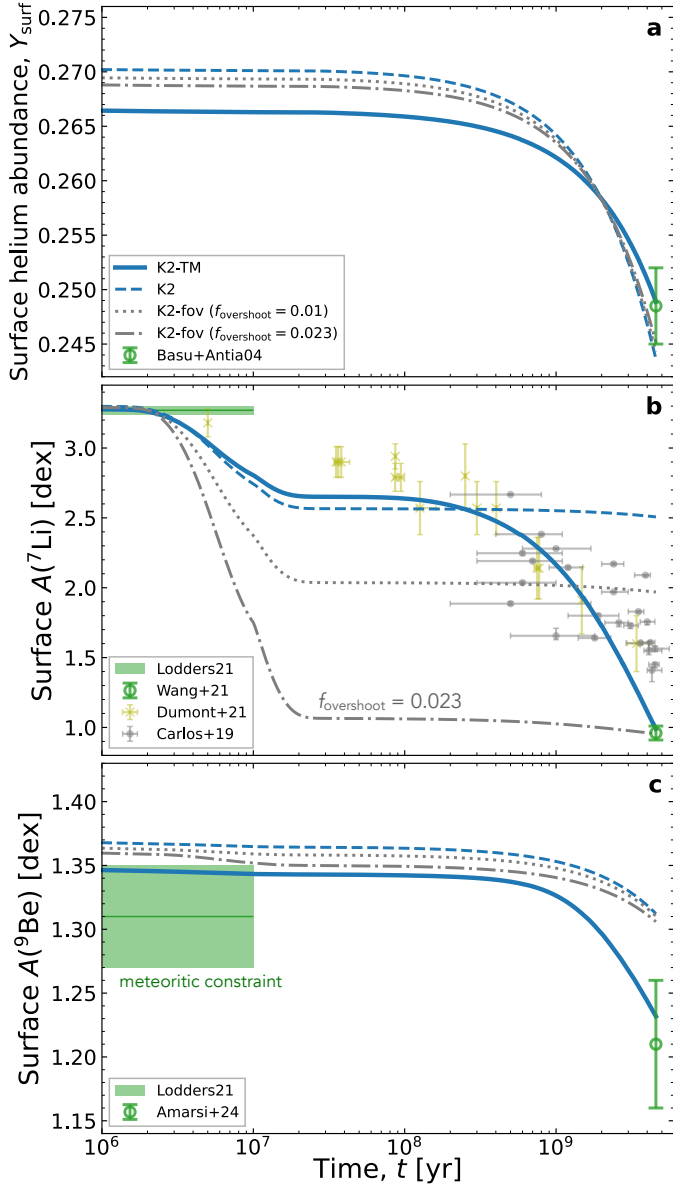 a
Surface helium abundance, Y_surf
0.270
0.265
0.260
0.255
0.250
0.245
K2-TM
K2
K2-fov (f_overshoot = 0.01)
K2-fov (f_overshoot = 0.023)
Basu+Antia04
b
Surface A(⁷Li) [dex]
3.0
2.5
2.0
1.5
1.0
f_overshoot = 0.023
Lodders21
Wang+21
Dumont+21
Carlos+19
c
Surface A(⁹Be) [dex]
1.40
1.35
1.30
1.25
1.20
1.15
meteoritic constraint
Lodders21
Amarsi+24
10⁶ 10⁷ 10⁸ 10⁹
Time, t [yr]